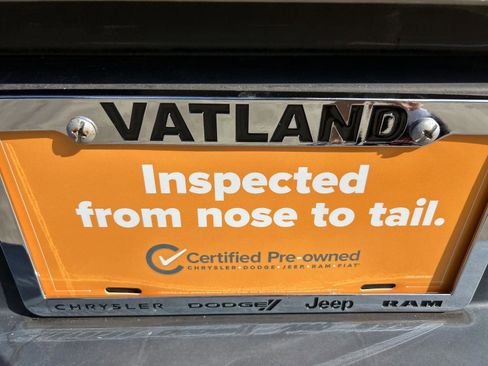 VATLAND
Inspected
from nose to tail.
Certified Pre-owned
CHRYSLER • DODGE • JEEP • RAM • FIAT
CHRYSLER DODGE Jeep RAM